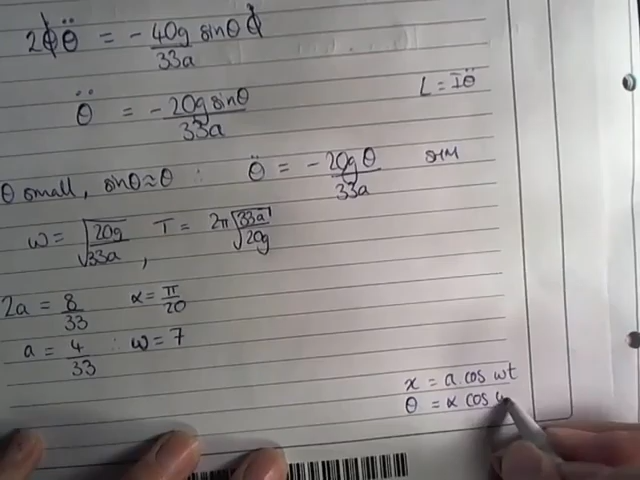 2θ̇θ̈ = -40g sinθ θ̇ / 33a
L = Iθ̈
θ̈ = -20g sinθ / 33a
θ small, sinθ≈θ : θ̈ = -20gθ / 33a SHM
ω = √(20g/33a), T = 2π√(33a/20g)
2a = 8/33 α = π/20
a = 4/33 : ω = 7
x = a cos ωt
θ = α cos